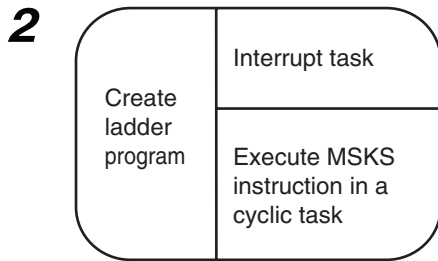 2
Create
ladder
program
Interrupt task
Execute MSKS
instruction in a
cyclic task